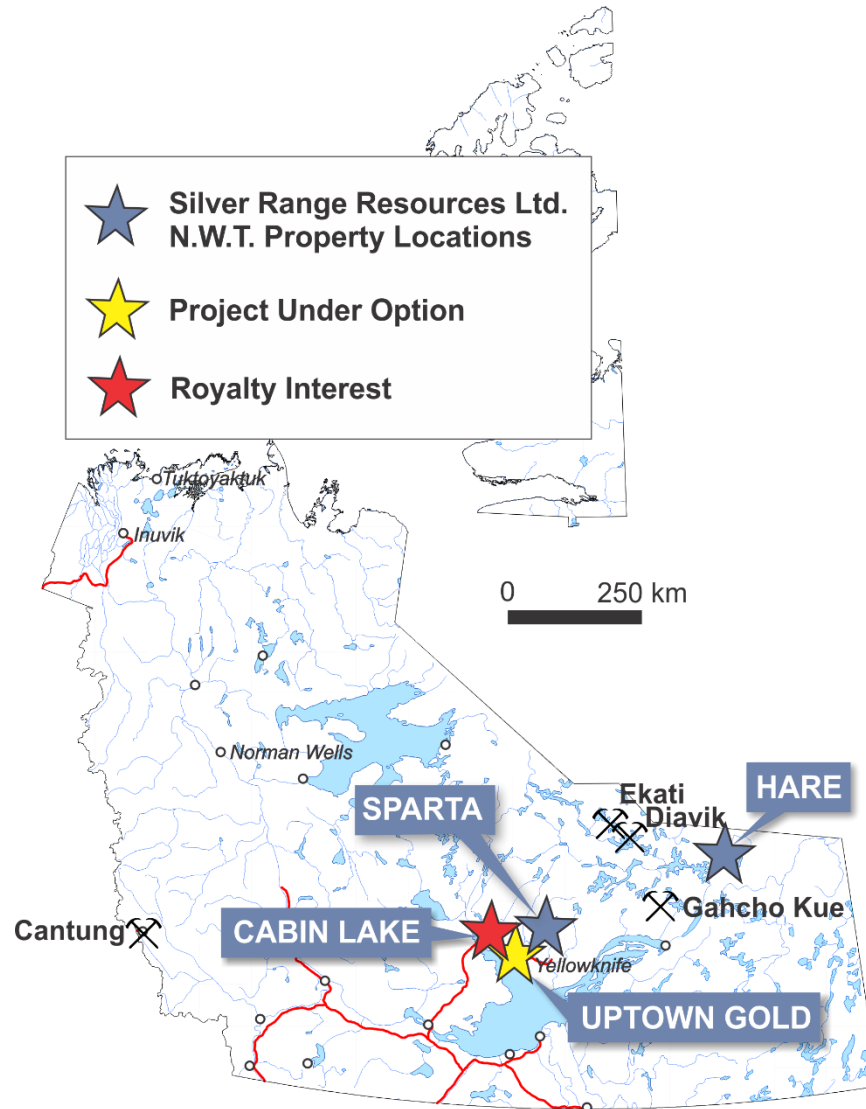 Silver Range Resources Ltd.
N.W.T. Property Locations
Project Under Option
Royalty Interest
Tuktoyaktuk
Inuvik
0 250 km
Norman Wells
HARE
Ekati
Diavik
SPARTA
Gahcho Kue
Cantung
CABIN LAKE
Yellowknife
UPTOWN GOLD